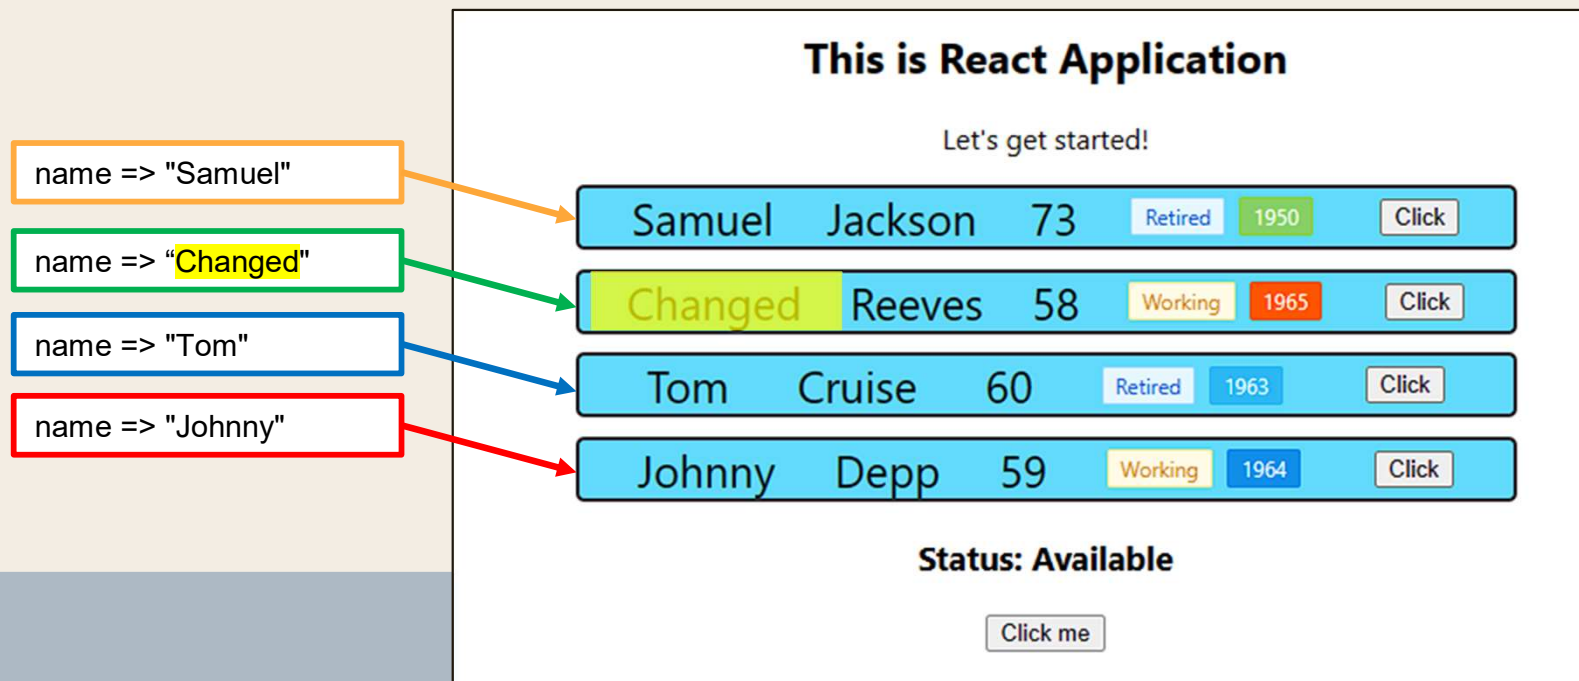 This is React Application
Let's get started!
name => "Samuel"
name => “Changed"
name => "Tom"
name => "Johnny"
Samuel Jackson 73 Retired 1950 Click
Changed Reeves 58 Working 1965 Click
Tom Cruise 60 Retired 1963 Click
Johnny Depp 59 Working 1964 Click
Status: Available
Click me